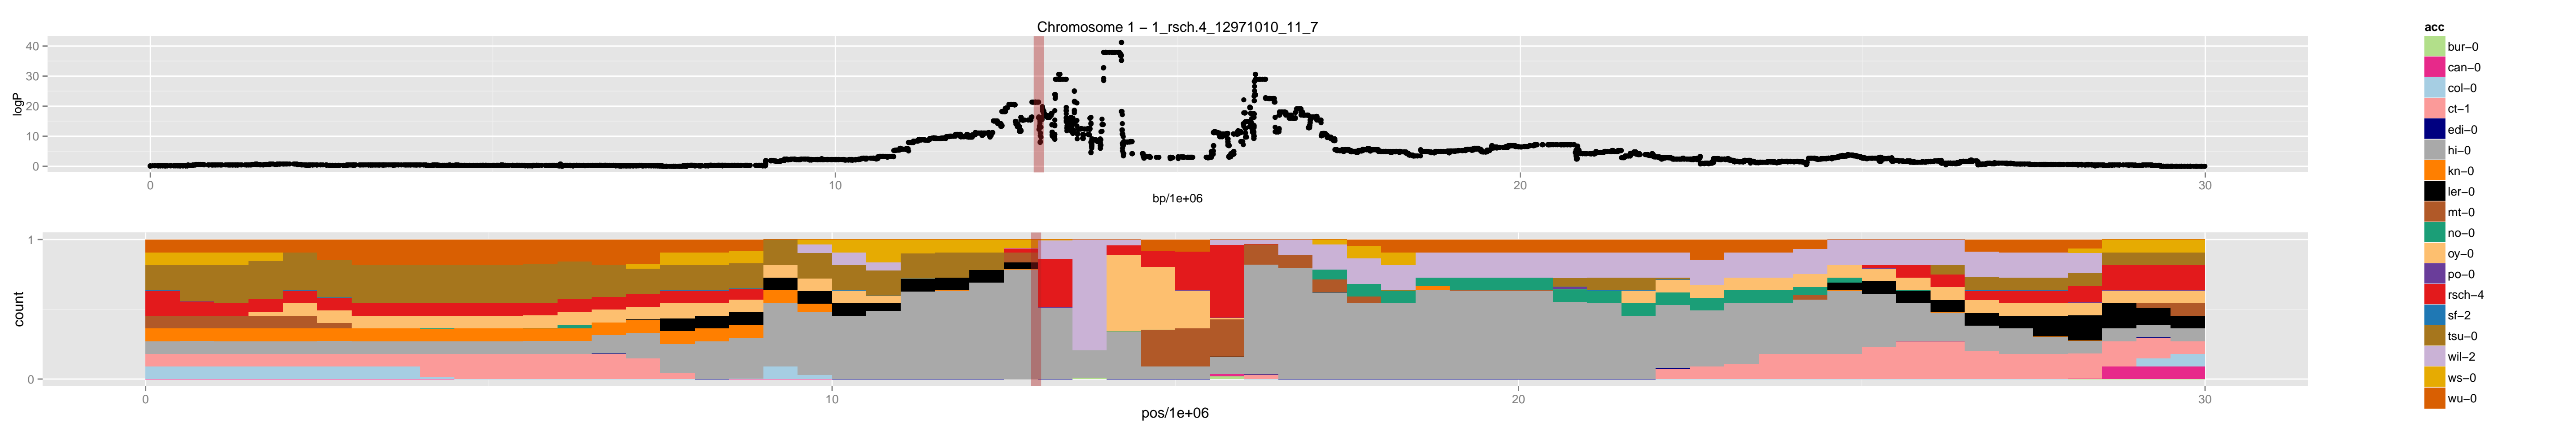 Chromosome 1 − 1_rsch.4_12971010_11_7
40
30
20
10
0
logP
0 10 20 30
bp/1e+06
1
0
count
0 10 20 30
pos/1e+06
acc
bur−0
can−0
col−0
ct−1
edi−0
hi−0
kn−0
ler−0
mt−0
no−0
oy−0
po−0
rsch−4
sf−2
tsu−0
wil−2
ws−0
wu−0